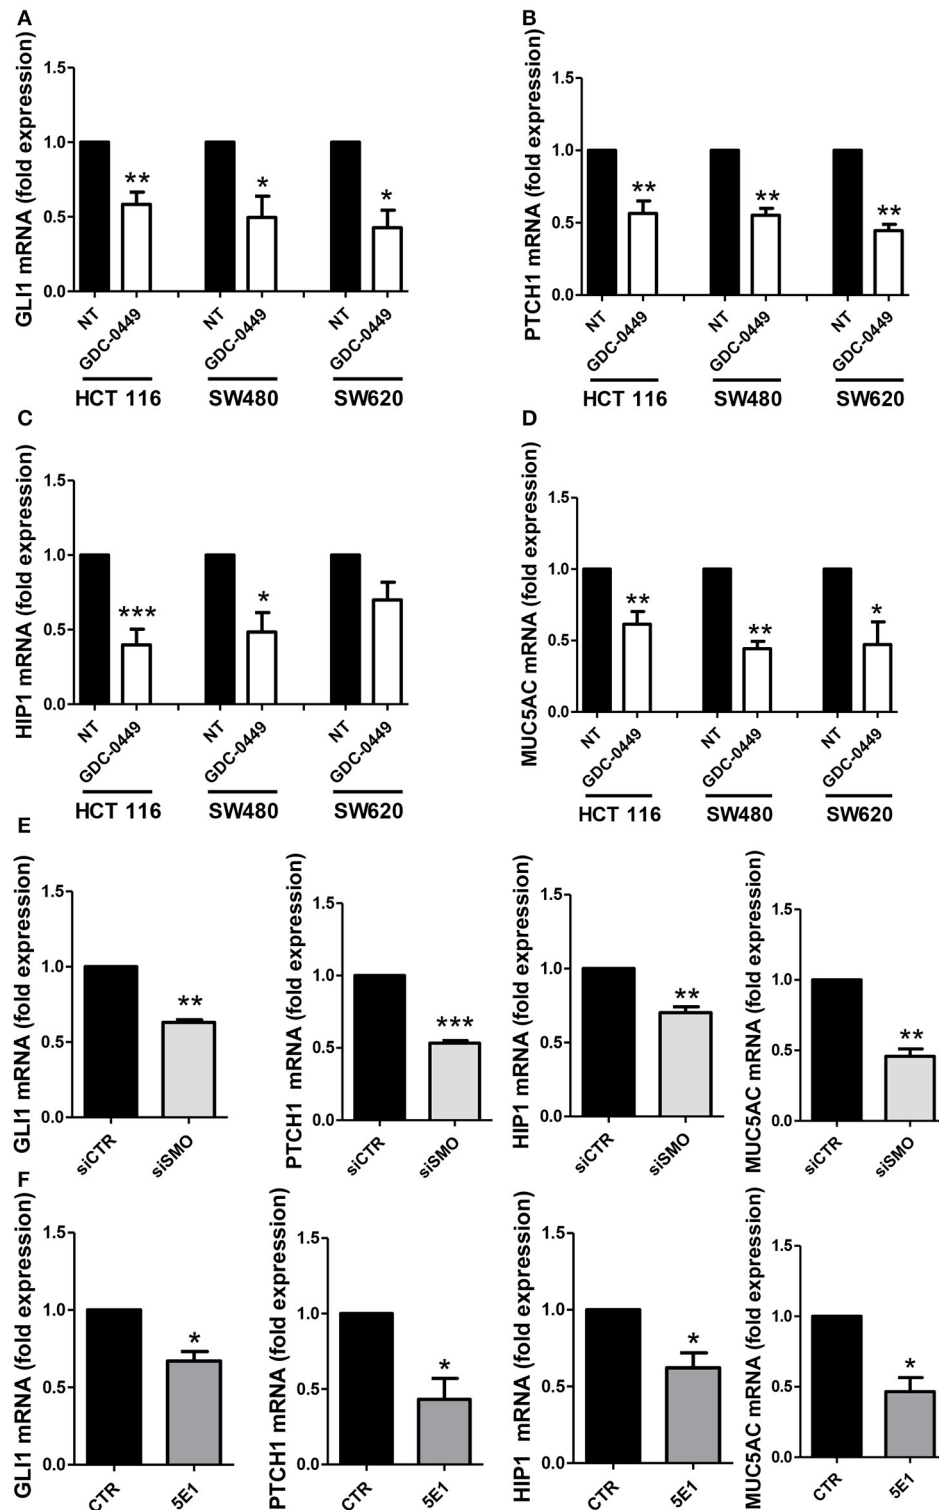 A
GLI1 mRNA (fold expression)
1.5
1.0
0.5
0.0
** * *
NT GDC-0449 NT GDC-0449 NT GDC-0449
HCT 116 SW480 SW620
B
PTCH1 mRNA (fold expression)
1.5
1.0
0.5
0.0
** ** **
NT GDC-0449 NT GDC-0449 NT GDC-0449
HCT 116 SW480 SW620
C
HIP1 mRNA (fold expression)
1.5
1.0
0.5
0.0
*** *
NT GDC-0449 NT GDC-0449 NT GDC-0449
HCT 116 SW480 SW620
D
MUC5AC mRNA (fold expression)
1.5
1.0
0.5
0.0
** ** *
NT GDC-0449 NT GDC-0449 NT GDC-0449
HCT 116 SW480 SW620
E
GLI1 mRNA (fold expression)
1.5
1.0
0.5
0.0
**
siCTR siSMO
PTCH1 mRNA (fold expression)
1.5
1.0
0.5
0.0
***
siCTR siSMO
HIP1 mRNA (fold expression)
1.5
1.0
0.5
0.0
**
siCTR siSMO
MUC5AC mRNA (fold expression)
1.5
1.0
0.5
0.0
**
siCTR siSMO
F
GLI1 mRNA (fold expression)
1.5
1.0
0.5
0.0
*
CTR 5E1
PTCH1 mRNA (fold expression)
1.5
1.0
0.5
0.0
*
CTR 5E1
HIP1 mRNA (fold expression)
1.5
1.0
0.5
0.0
*
CTR 5E1
MUC5AC mRNA (fold expression)
1.5
1.0
0.5
0.0
*
CTR 5E1